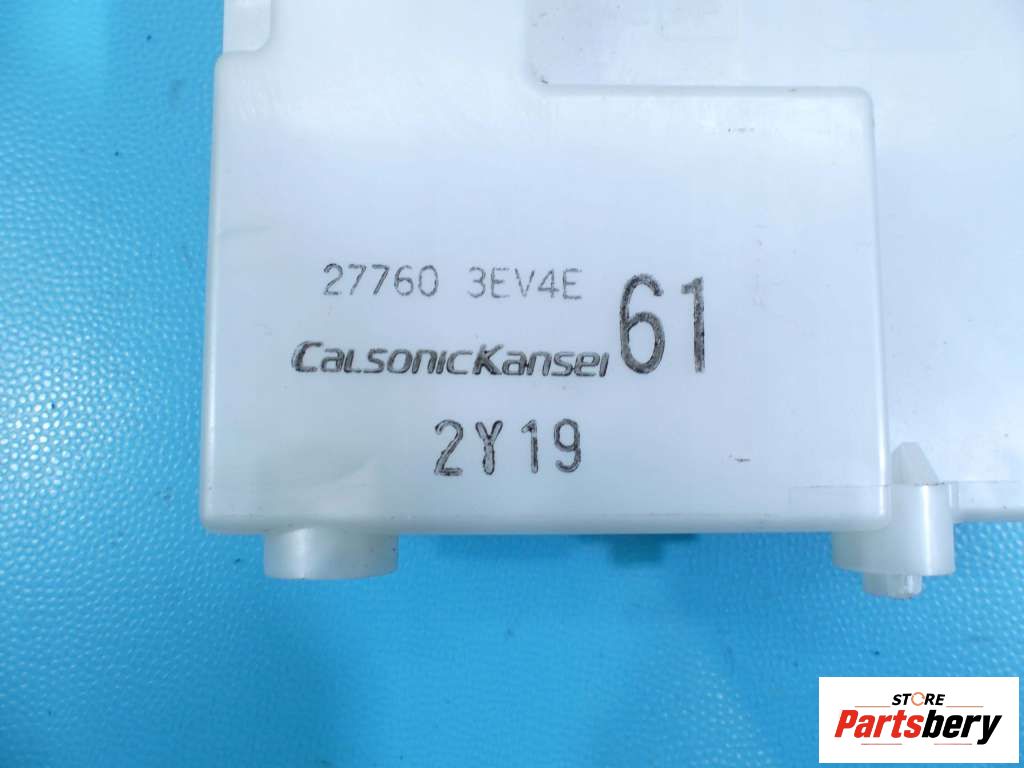 27760 3EV4E 61
CalsonicKansei
2Y19
STORE
Partsbery